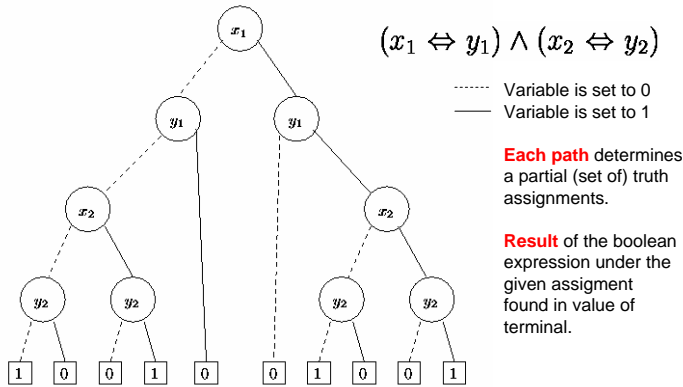 x₁
(x₁ ⇔ y₁) ∧ (x₂ ⇔ y₂)
Variable is set to 0
Variable is set to 1
y₁ y₁
Each path determines
a partial (set of) truth
assignments.
x₂ x₂
Result of the boolean
expression under the
given assigment
found in value of
terminal.
y₂ y₂ y₂ y₂
1 0 0 1 0 0 1 0 0 1